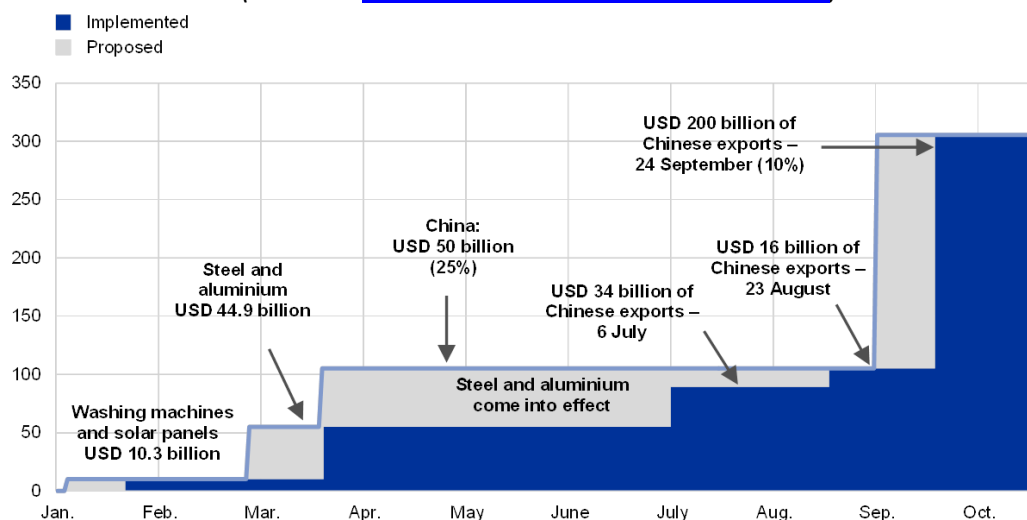 Implemented
Proposed
350
300
250
200
150
100
50
0
USD 200 billion of
Chinese exports –
24 September (10%)
China:
USD 50 billion
(25%)
Steel and
aluminium
USD 44.9 billion
USD 16 billion of
Chinese exports –
23 August
USD 34 billion of
Chinese exports –
6 July
Steel and aluminium
come into effect
Washing machines
and solar panels
USD 10.3 billion
Jan. Feb. Mar. Apr. May June July Aug. Sep. Oct.